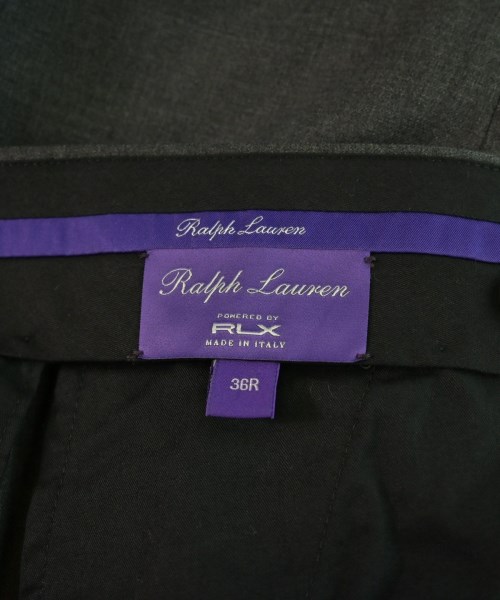 Ralph Lauren
Ralph Lauren
POWERED BY
RLX
MADE IN ITALY
36R